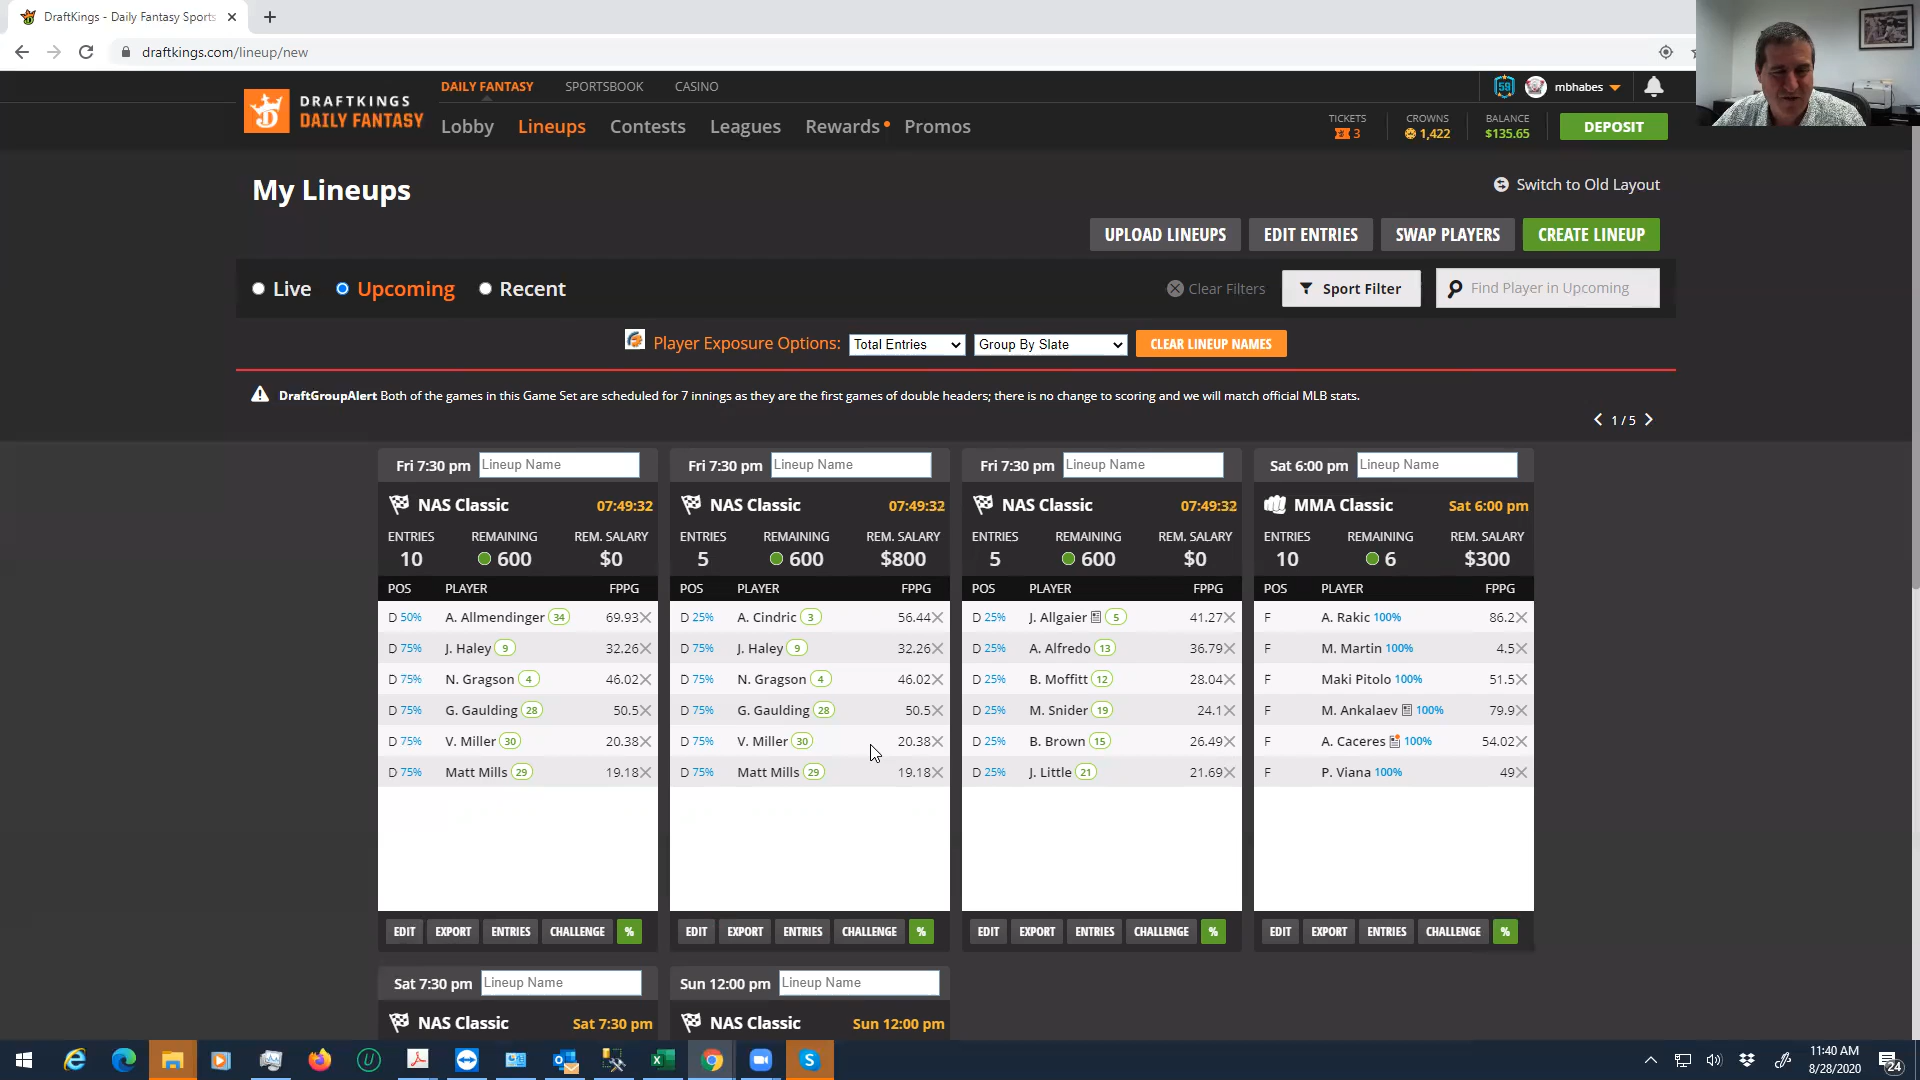 DraftKings - Daily Fantasy Sports
draftkings.com/lineup/new
DAILY FANTASY SPORTSBOOK CASINO
59 mbhabes
DRAFTKINGS DAILY FANTASY
Lobby Lineups Contests Leagues Rewards Promos
TICKETS 3
CROWNS 1,422
BALANCE $135.65
DEPOSIT
My Lineups
Switch to Old Layout
UPLOAD LINEUPS EDIT ENTRIES SWAP PLAYERS CREATE LINEUP
Live Upcoming Recent
Clear Filters Sport Filter Find Player in Upcoming
Player Exposure Options: Total Entries Group By Slate CLEAR LINEUP NAMES
DraftGroupAlert Both of the games in this Game Set are scheduled for 7 innings as they are the first games of double headers; there is no change to scoring and we will match official MLB stats.
1 / 5
Fri 7:30 pm Lineup Name
NAS Classic 07:49:32
ENTRIES REMAINING REM. SALARY
10 600 $0
POS PLAYER FPPG
D 50% A. Allmendinger 34 69.93
D 75% J. Haley 9 32.26
D 75% N. Gragson 4 46.02
D 75% G. Gaulding 28 50.5
D 75% V. Miller 30 20.38
D 75% Matt Mills 29 19.18
EDIT EXPORT ENTRIES CHALLENGE %
Fri 7:30 pm Lineup Name
NAS Classic 07:49:32
ENTRIES REMAINING REM. SALARY
5 600 $800
POS PLAYER FPPG
D 25% A. Cindric 3 56.44
D 75% J. Haley 9 32.26
D 75% N. Gragson 4 46.02
D 75% G. Gaulding 28 50.5
D 75% V. Miller 30 20.38
D 75% Matt Mills 29 19.18
EDIT EXPORT ENTRIES CHALLENGE %
Fri 7:30 pm Lineup Name
NAS Classic 07:49:32
ENTRIES REMAINING REM. SALARY
5 600 $0
POS PLAYER FPPG
D 25% J. Allgaier 5 41.27
D 25% A. Alfredo 13 36.79
D 25% B. Moffitt 12 28.04
D 25% M. Snider 19 24.1
D 25% B. Brown 15 26.49
D 25% J. Little 21 21.69
EDIT EXPORT ENTRIES CHALLENGE %
Sat 6:00 pm Lineup Name
MMA Classic Sat 6:00 pm
ENTRIES REMAINING REM. SALARY
10 6 $300
POS PLAYER FPPG
F A. Rakic 100% 86.2
F M. Martin 100% 4.5
F Maki Pitolo 100% 51.5
F M. Ankalaev 100% 79.9
F A. Caceres 100% 54.02
F P. Viana 100% 49
EDIT EXPORT ENTRIES CHALLENGE %
Sat 7:30 pm Lineup Name
NAS Classic Sat 7:30 pm
Sun 12:00 pm Lineup Name
NAS Classic Sun 12:00 pm
11:40 AM
8/28/2020
24